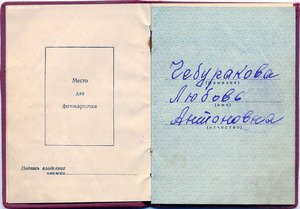 Место
для
фотокарточки
Подпись владельца
книжки
Чебуракова
(фамилия)
Любовь
(имя)
Антоновна
(отчество)